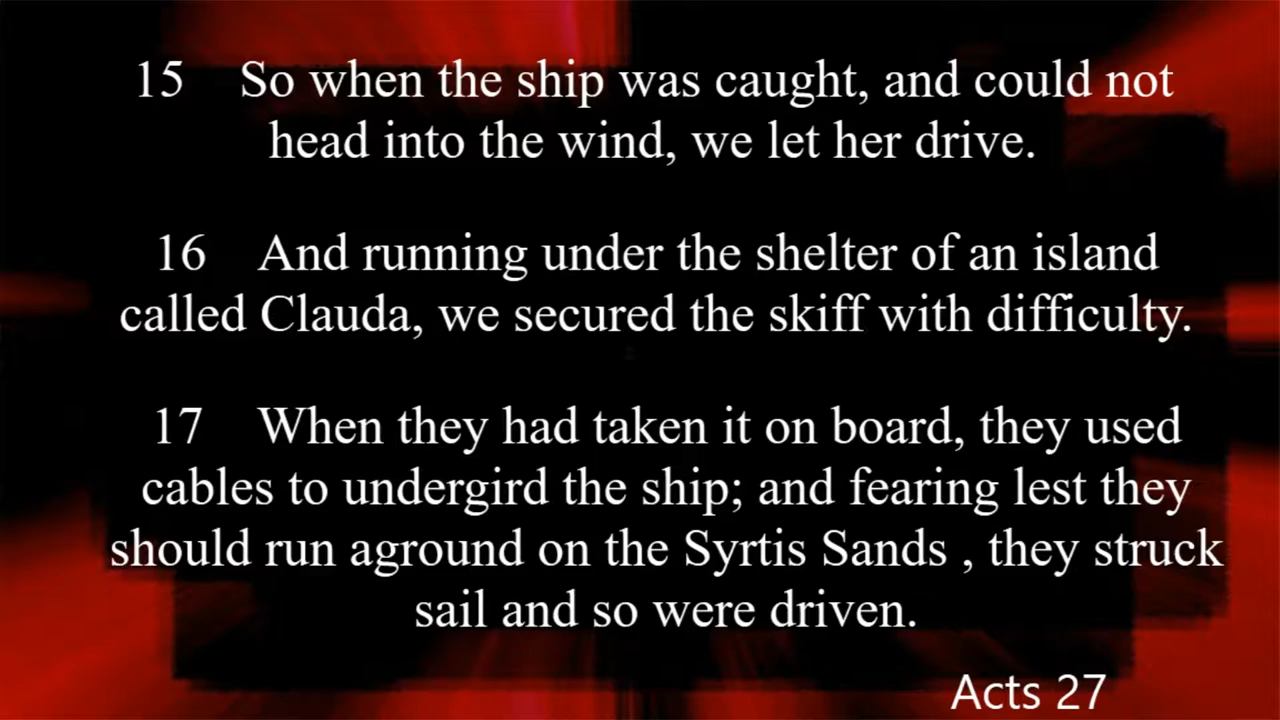 15 So when the ship was caught, and could not
head into the wind, we let her drive.
16 And running under the shelter of an island
called Clauda, we secured the skiff with difficulty.
17 When they had taken it on board, they used
cables to undergird the ship; and fearing lest they
should run aground on the Syrtis Sands , they struck
sail and so were driven.
Acts 27